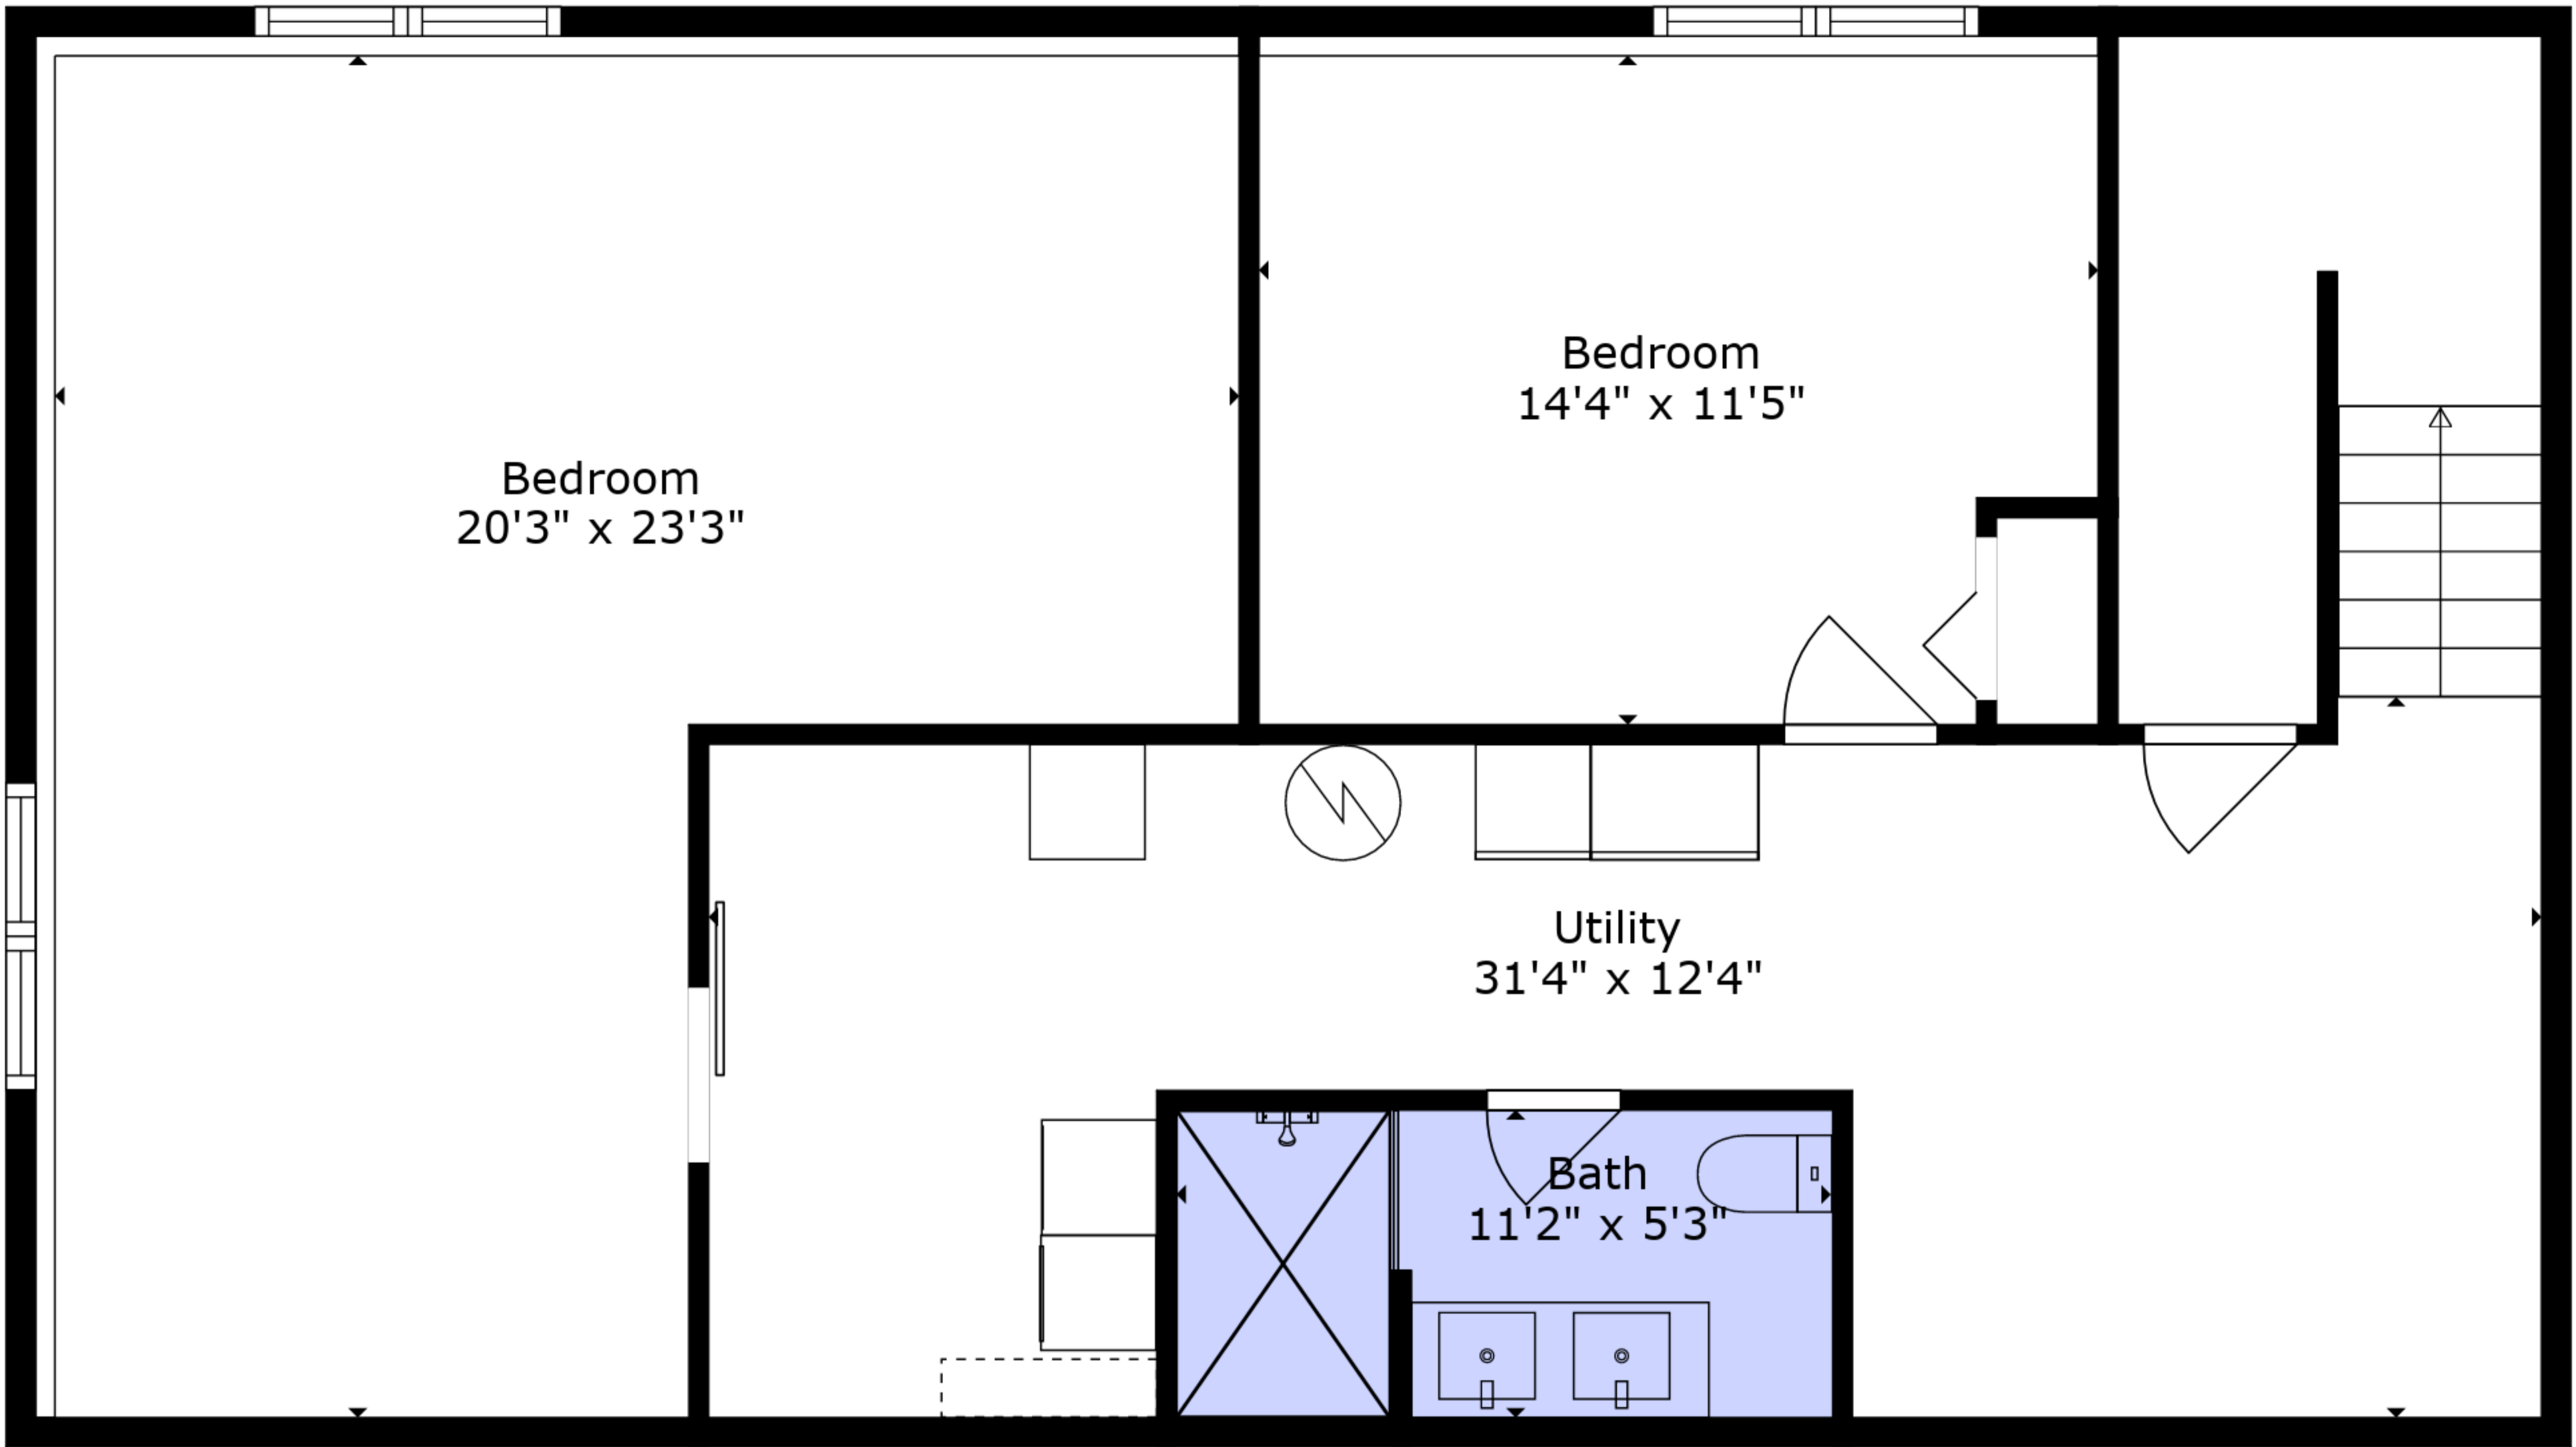 Bedroom
14'4" x 11'5"
Bedroom
20'3" x 23'3"
Utility
31'4" x 12'4"
Bath
11'2" x 5'3"